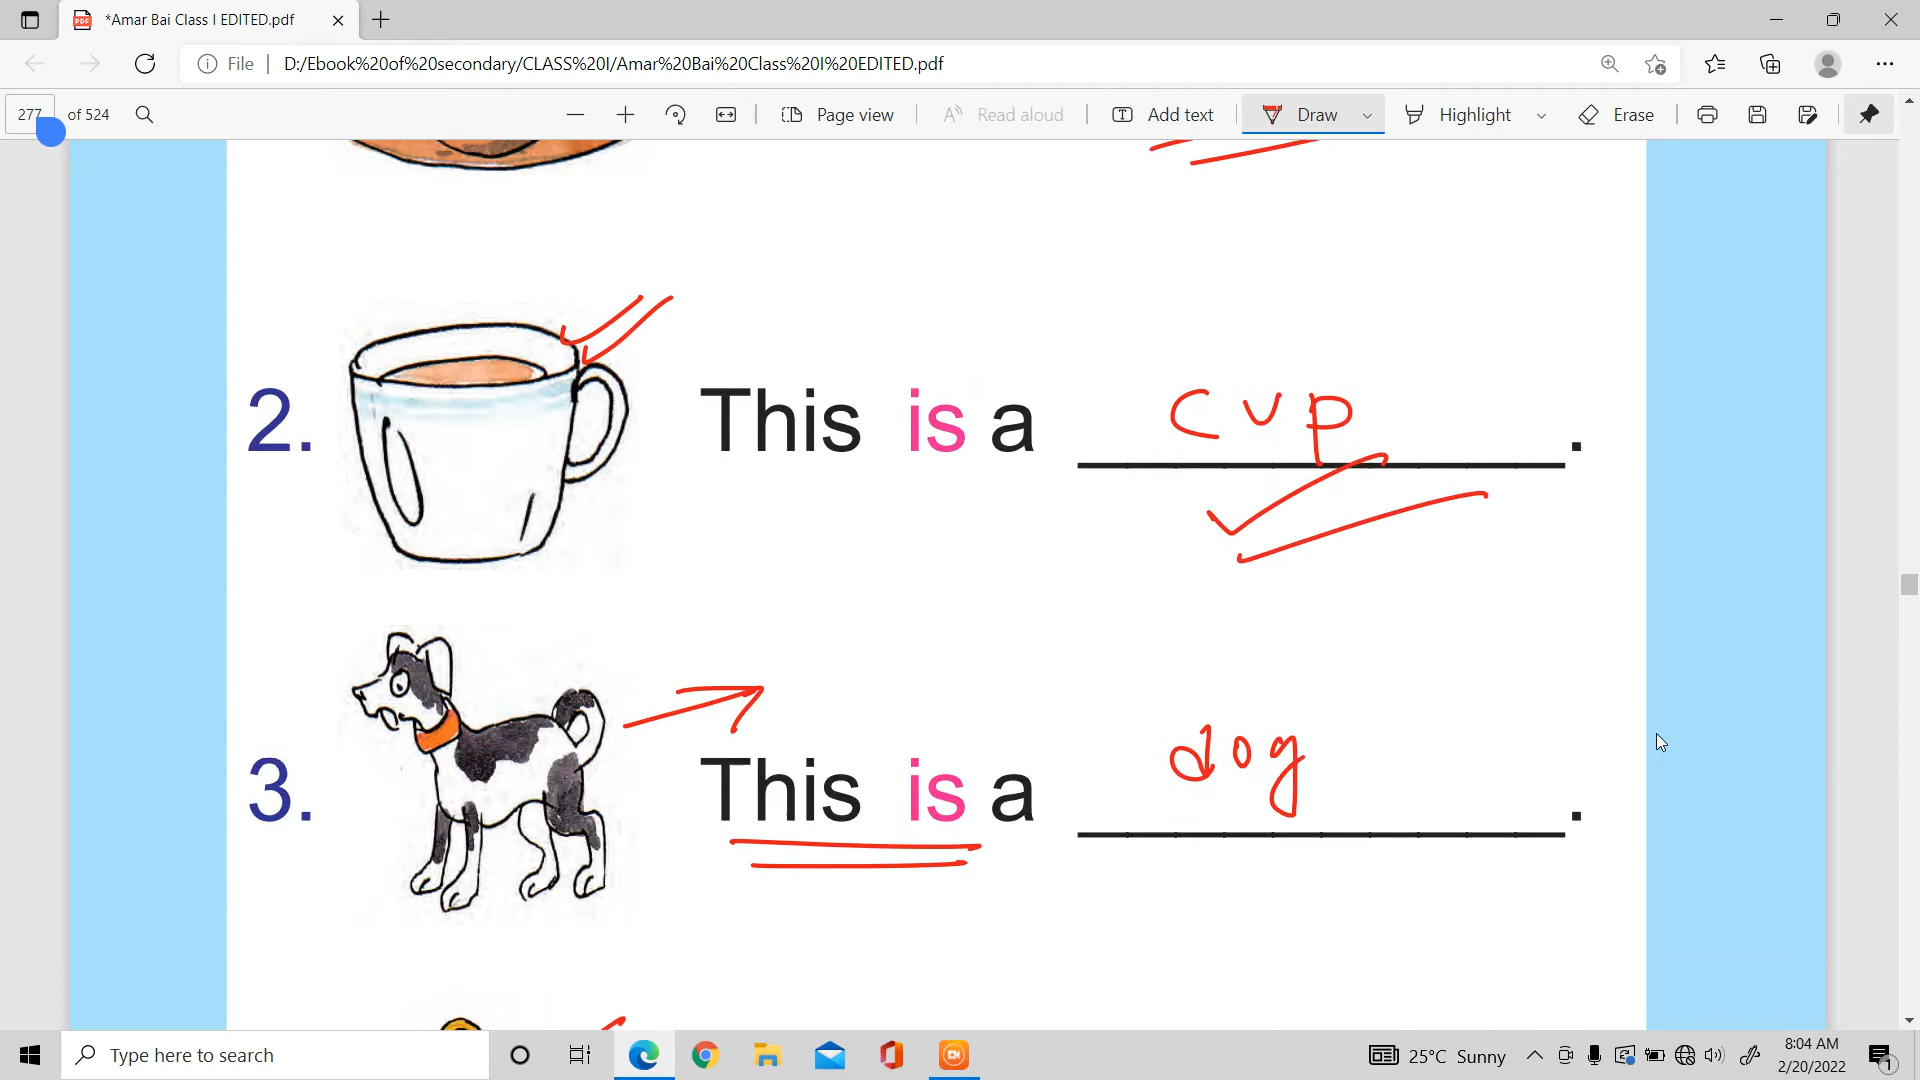 *Amar Bai Class I EDITED.pdf
File D:/Ebook%20of%20secondary/CLASS%20I/Amar%20Bai%20Class%20I%20EDITED.pdf
277 of 524 Page view Read aloud Add text Draw Highlight Erase
2. This is a cup.
3. This is a dog.
Type here to search 25°C Sunny 8:04 AM
2/20/2022 1